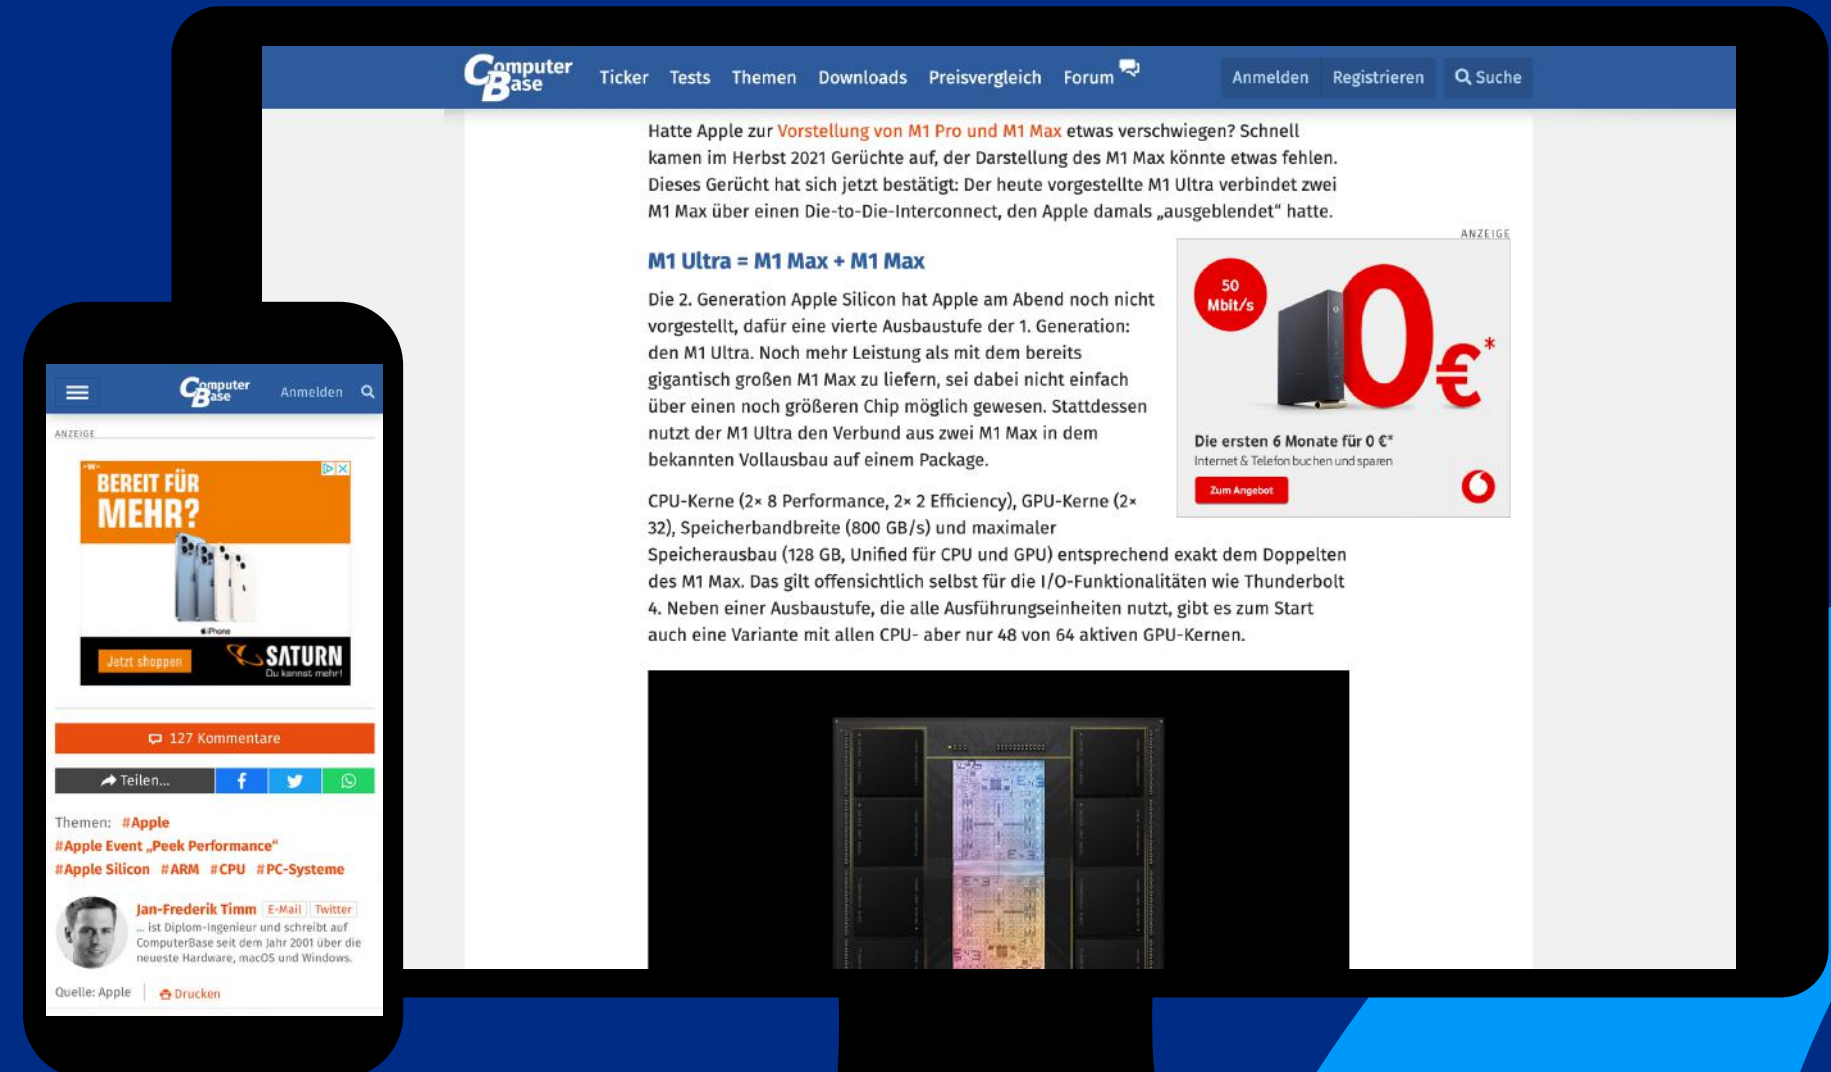 ComputerBase
Ticker Tests Themen Downloads Preisvergleich Forum Anmelden Registrieren Suche
Hatte Apple zur Vorstellung von M1 Pro und M1 Max etwas verschwiegen? Schnell
kamen im Herbst 2021 Gerüchte auf, der Darstellung des M1 Max könnte etwas fehlen.
Dieses Gerücht hat sich jetzt bestätigt: Der heute vorgestellte M1 Ultra verbindet zwei
M1 Max über einen Die-to-Die-Interconnect, den Apple damals „ausgeblendet“ hatte.
M1 Ultra = M1 Max + M1 Max
Die 2. Generation Apple Silicon hat Apple am Abend noch nicht
vorgestellt, dafür eine vierte Ausbaustufe der 1. Generation:
den M1 Ultra. Noch mehr Leistung als mit dem bereits
gigantisch großen M1 Max zu liefern, sei dabei nicht einfach
über einen noch größeren Chip möglich gewesen. Stattdessen
nutzt der M1 Ultra den Verbund aus zwei M1 Max in dem
bekannten Vollausbau auf einem Package.
CPU-Kerne (2× 8 Performance, 2× 2 Efficiency), GPU-Kerne (2×
32), Speicherbandbreite (800 GB/s) und maximaler
Speicherausbau (128 GB, Unified für CPU und GPU) entsprechend exakt dem Doppelten
des M1 Max. Das gilt offensichtlich selbst für die I/O-Funktionalitäten wie Thunderbolt
4. Neben einer Ausbaustufe, die alle Ausführungseinheiten nutzt, gibt es zum Start
auch eine Variante mit allen CPU- aber nur 48 von 64 aktiven GPU-Kernen.
ANZEIGE
50
Mbit/s
0€*
Die ersten 6 Monate für 0 €*
Internet & Telefon buchen und sparen
Zum Angebot
ComputerBase
Anmelden
ANZEIGE
-W-
BEREIT FÜR
MEHR?
iPhone
Jetzt shoppen
SATURN
Du kannst mehr!
127 Kommentare
Teilen...
Themen: #Apple
#Apple Event „Peek Performance“
#Apple Silicon #ARM #CPU #PC-Systeme
Jan-Frederik Timm E-Mail Twitter
… ist Diplom-Ingenieur und schreibt auf
ComputerBase seit dem Jahr 2001 über die
neueste Hardware, macOS und Windows.
Quelle: Apple Drucken